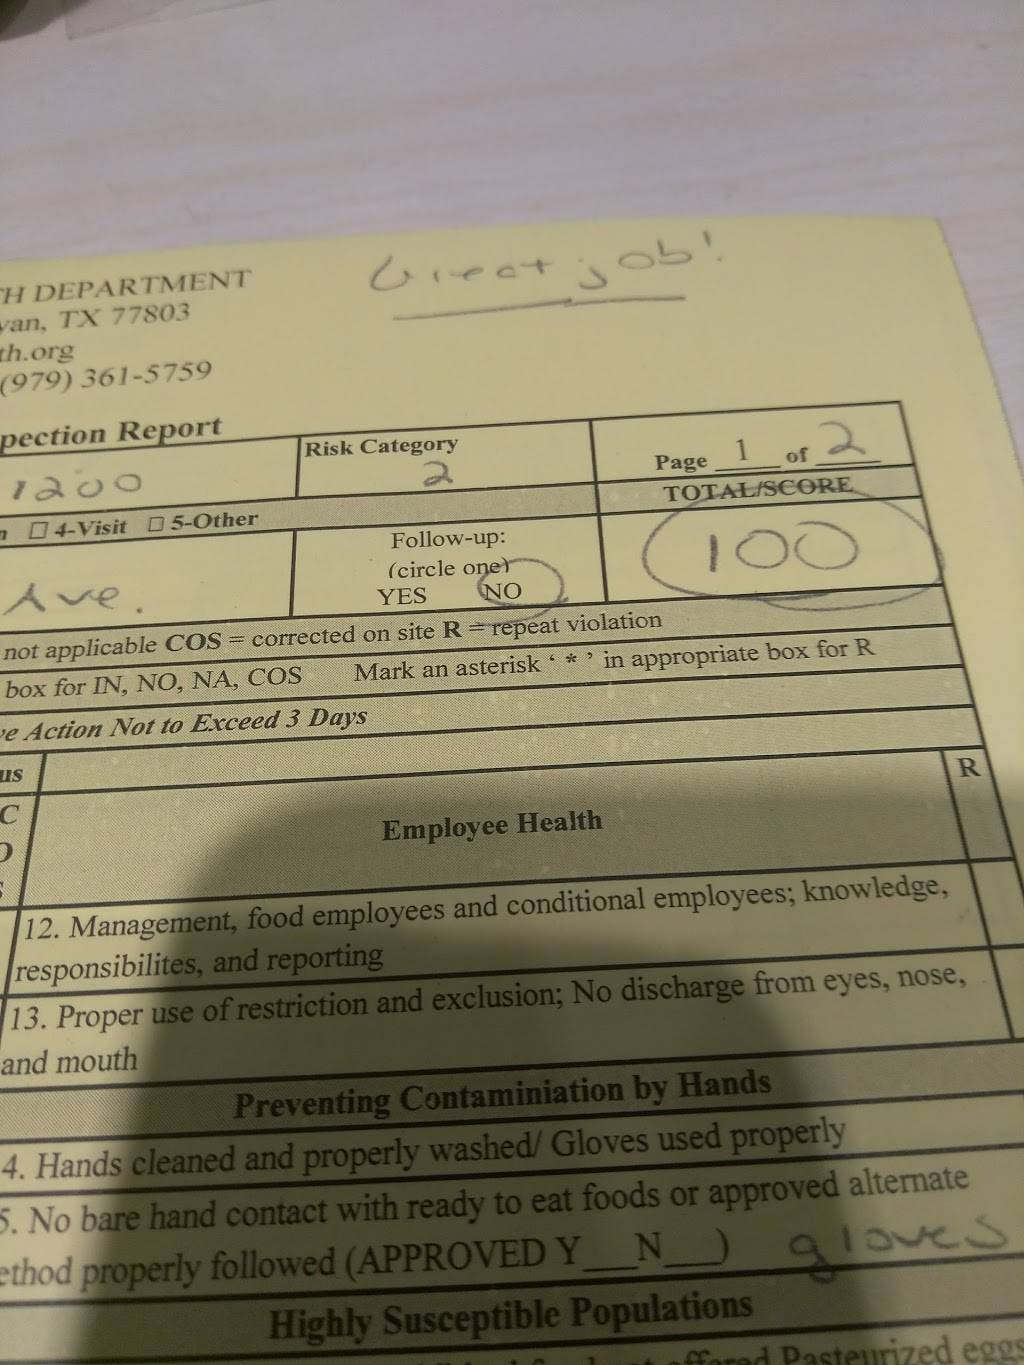 Great job!
TH DEPARTMENT
yan, TX 77803
th.org
(979) 361-5759
pection Report
1200
Risk Category
2
Page 1 of 2
TOTAL/SCORE
n ☐ 4-Visit ☐ 5-Other
Ave.
Follow-up:
(circle one)
YES NO
100
not applicable COS = corrected on site R = repeat violation
box for IN, NO, NA, COS Mark an asterisk ‘ * ’ in appropriate box for R
ve Action Not to Exceed 3 Days
us
R
C
O
S
Employee Health
12. Management, food employees and conditional employees; knowledge,
responsibilites, and reporting
13. Proper use of restriction and exclusion; No discharge from eyes, nose,
and mouth
Preventing Contaminiation by Hands
4. Hands cleaned and properly washed/ Gloves used properly
5. No bare hand contact with ready to eat foods or approved alternate
ethod properly followed (APPROVED Y__N__) gloves
Highly Susceptible Populations
offered Pasteurized eggs